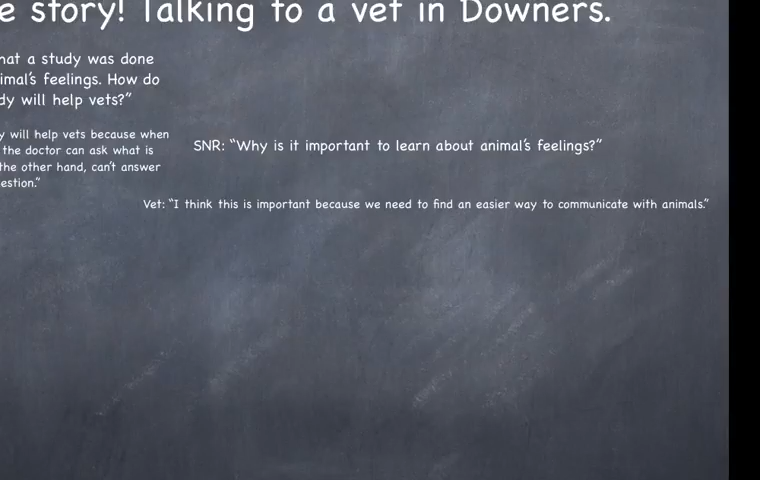 e story! Talking to a vet in Downers.
hat a study was done
imal's feelings. How do
dy will help vets?"
y will help vets because when
the doctor can ask what is
the other hand, can't answer
estion."
SNR: "Why is it important to learn about animal's feelings?"
Vet: "I think this is important because we need to find an easier way to communicate with animals."